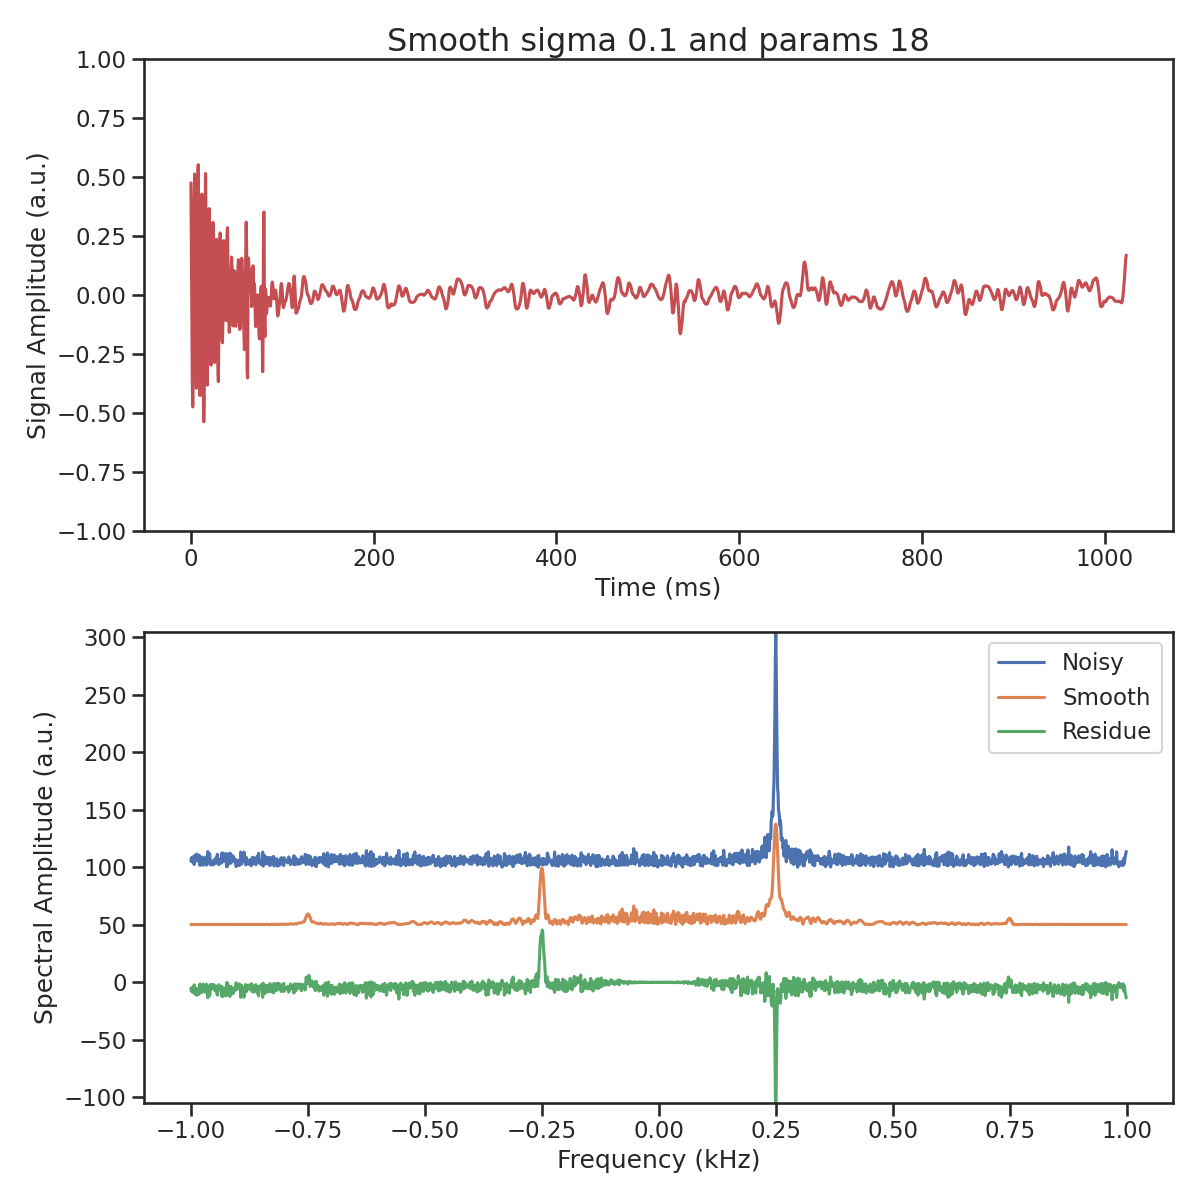 Smooth sigma 0.1 and params 18
1.00
0.75
0.50
0.25
0.00
−0.25
−0.50
−0.75
−1.00
Signal Amplitude (a.u.)
0 200 400 600 800 1000
Time (ms)
300
250
200
150
100
50
0
−50
−100
Spectral Amplitude (a.u.)
Noisy
Smooth
Residue
−1.00 −0.75 −0.50 −0.25 0.00 0.25 0.50 0.75 1.00
Frequency (kHz)